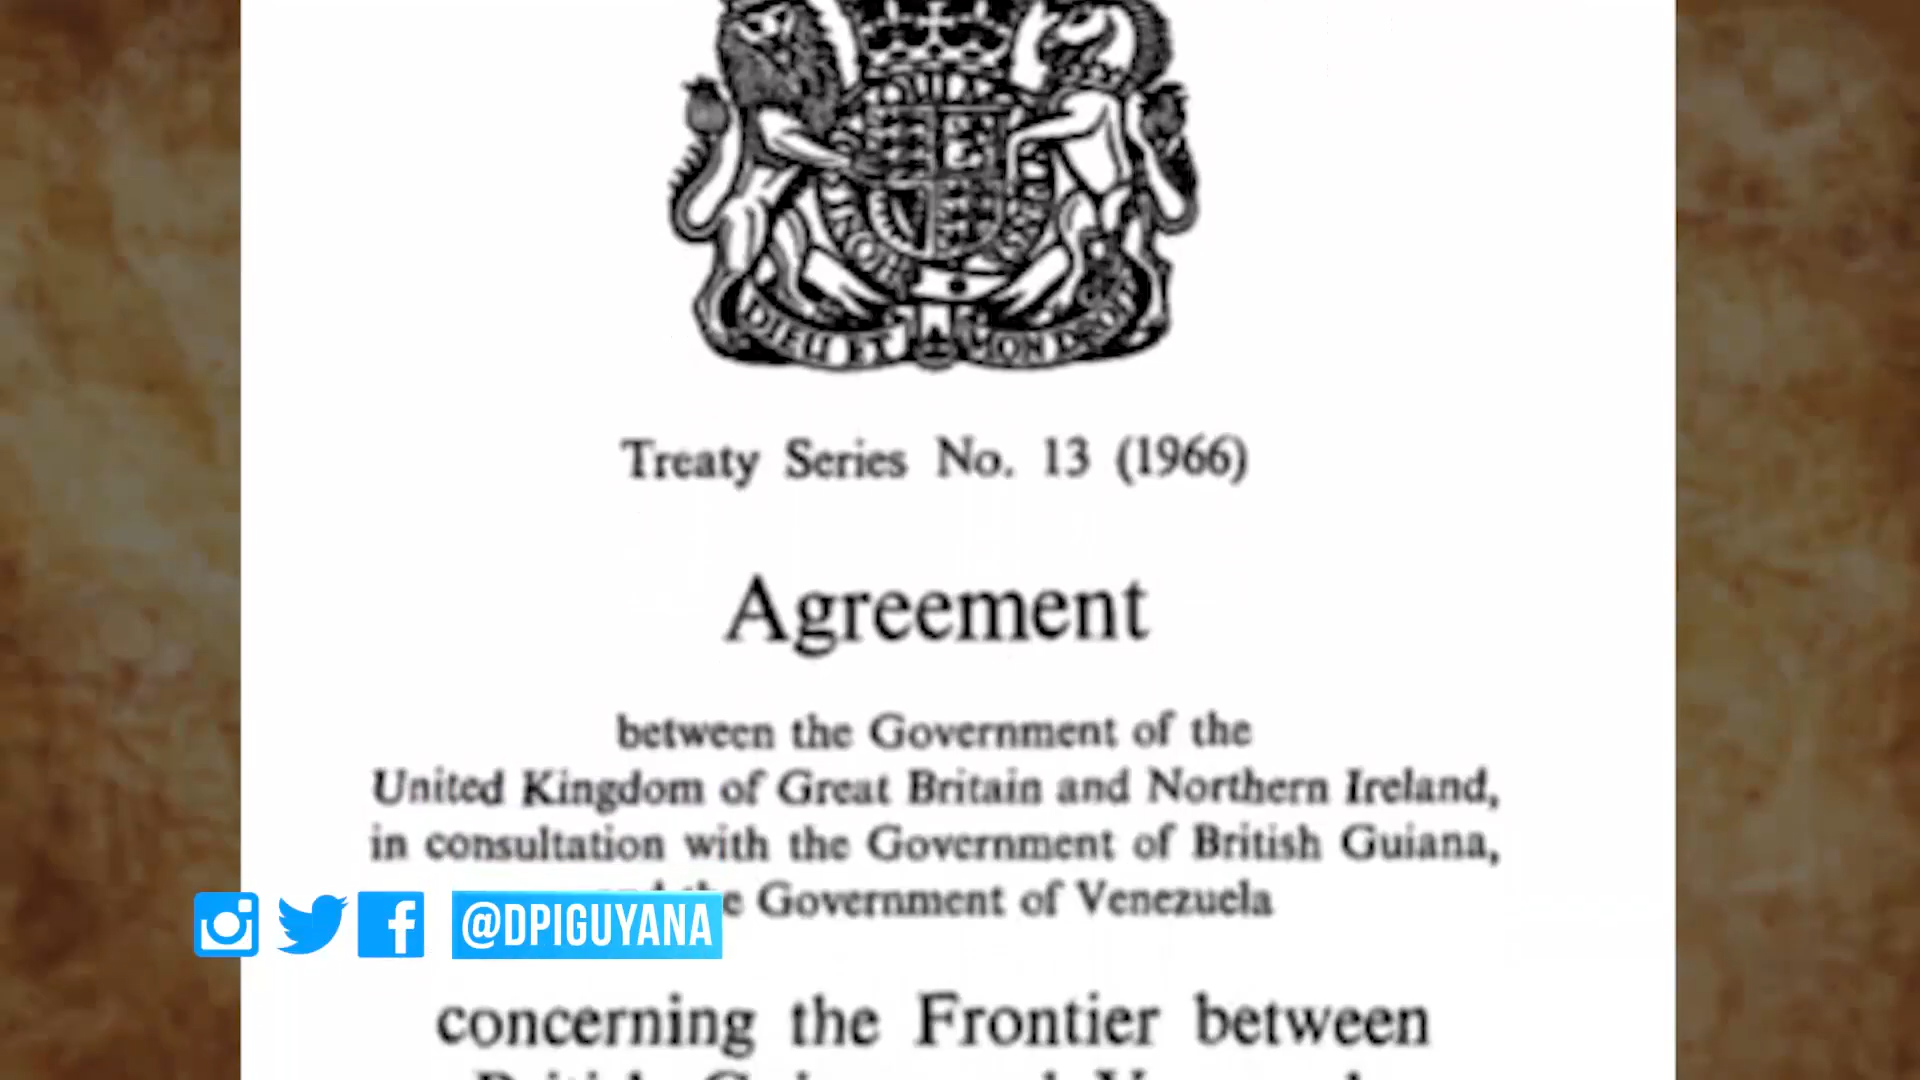 DIEU ET MON DROIT
Treaty Series No. 13 (1966)
Agreement
between the Government of the
United Kingdom of Great Britain and Northern Ireland,
in consultation with the Government of British Guiana,
Government of Venezuela
@DPIGUYANA
concerning the Frontier between